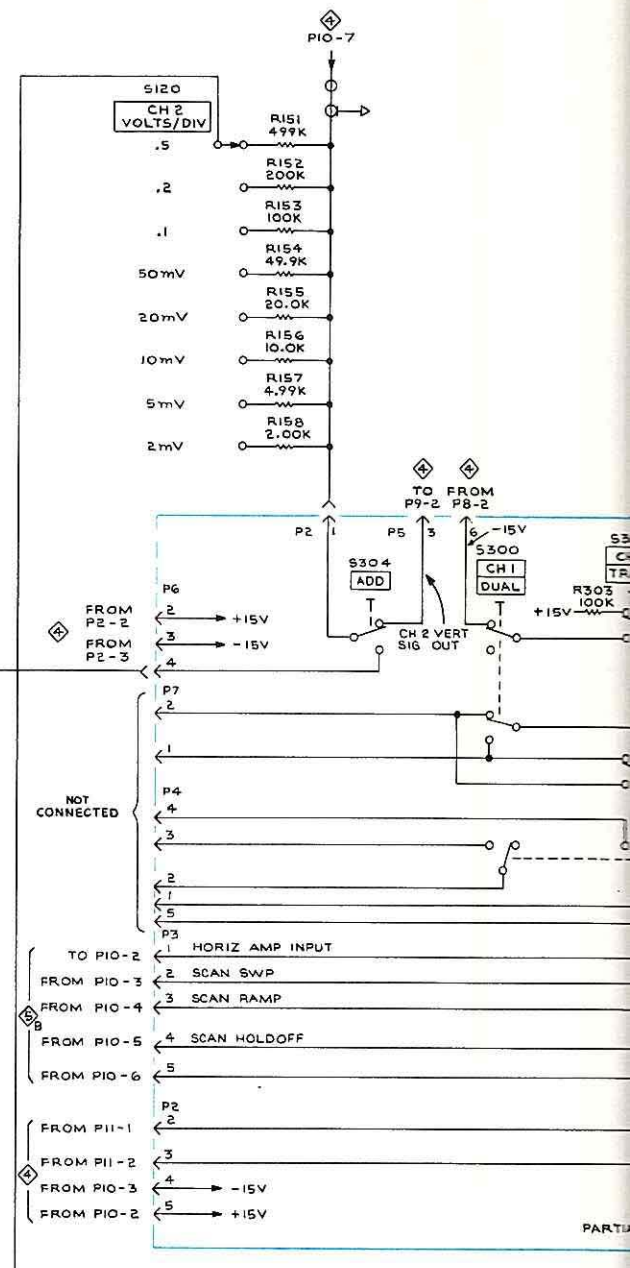 4
P10-7
S120
CH 2
VOLTS/DIV
R151
499K
.5
R152
200K
.2
R153
100K
.1
R154
49.9K
50mV
R155
20.0K
20mV
R156
10.0K
10mV
R157
4.99K
5mV
R158
2.00K
2mV
4 4
TO FROM
P9-2 P8-2
P2 1 P5 3 6 -15V
S304
ADD
S300
CH 1
DUAL
R303
100K
+15V
CH 2 VERT
SIG OUT
P6
FROM
P2-2
2 +15V
4
FROM
P2-3
3 -15V
4
P7
2
1
NOT
CONNECTED
P4
4
3
2
1
5
P3
TO P10-2 1 HORIZ AMP INPUT
FROM P10-3 2 SCAN SWP
FROM P10-4 3 SCAN RAMP
5 B
FROM P10-5 4 SCAN HOLDOFF
FROM P10-6 5
P2
FROM P11-1 2
FROM P11-2 3
4
FROM P10-3 4 -15V
FROM P10-2 5 +15V